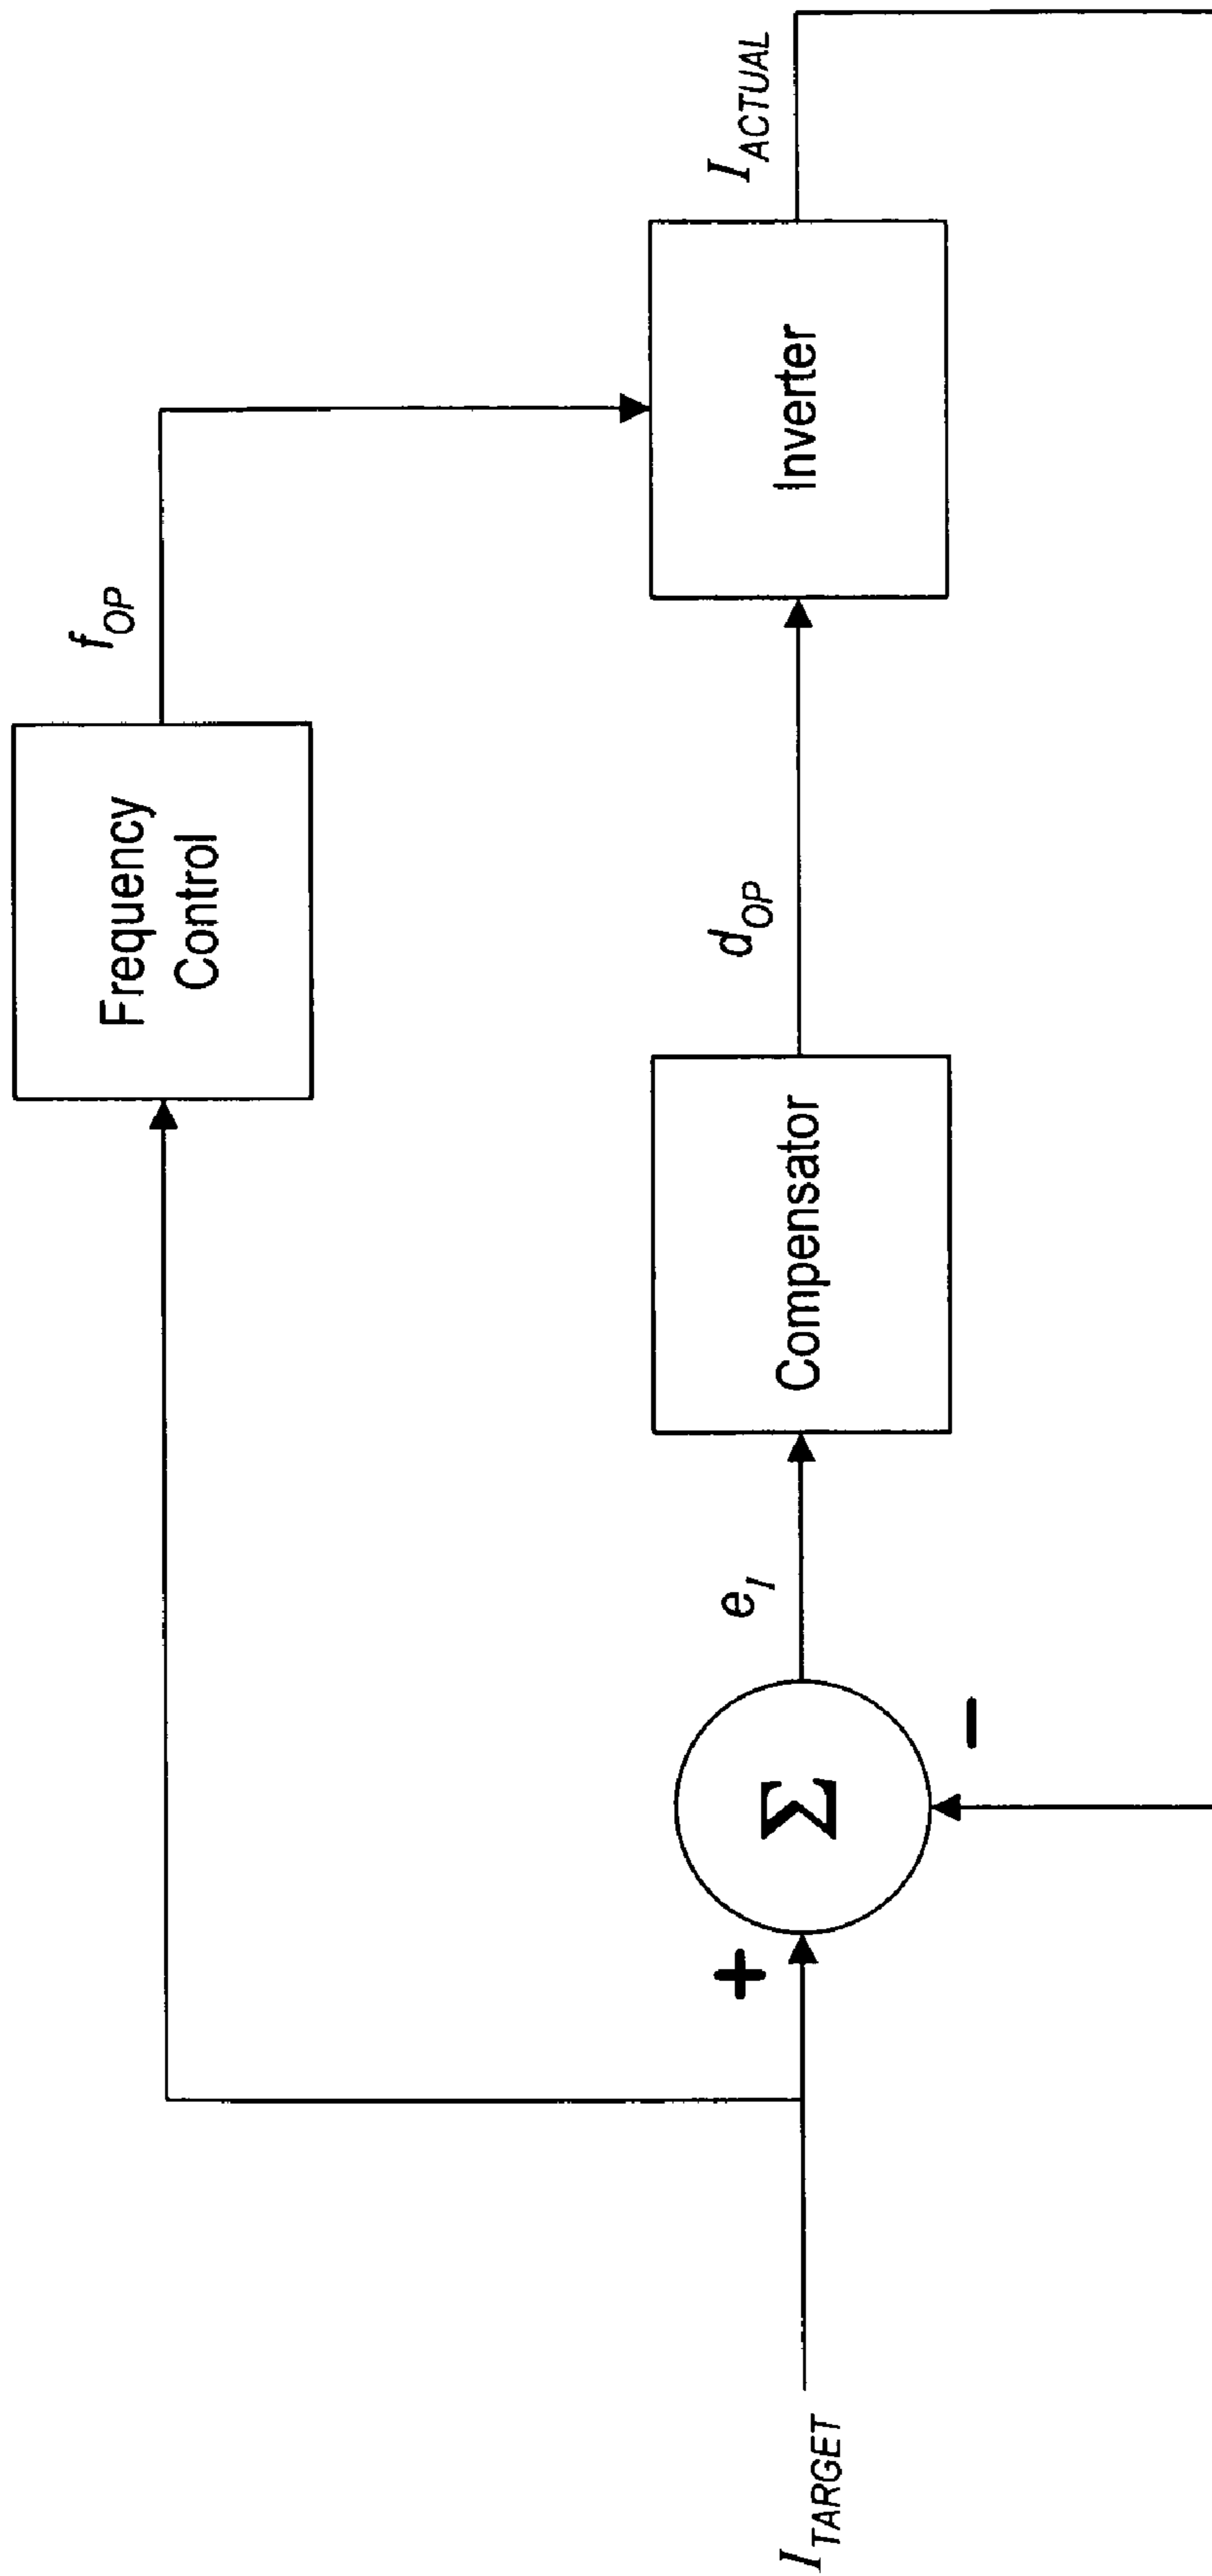 Frequency
Control
f_OP
I_TARGET
+
Σ
−
e_I
Compensator
d_OP
Inverter
I_ACTUAL